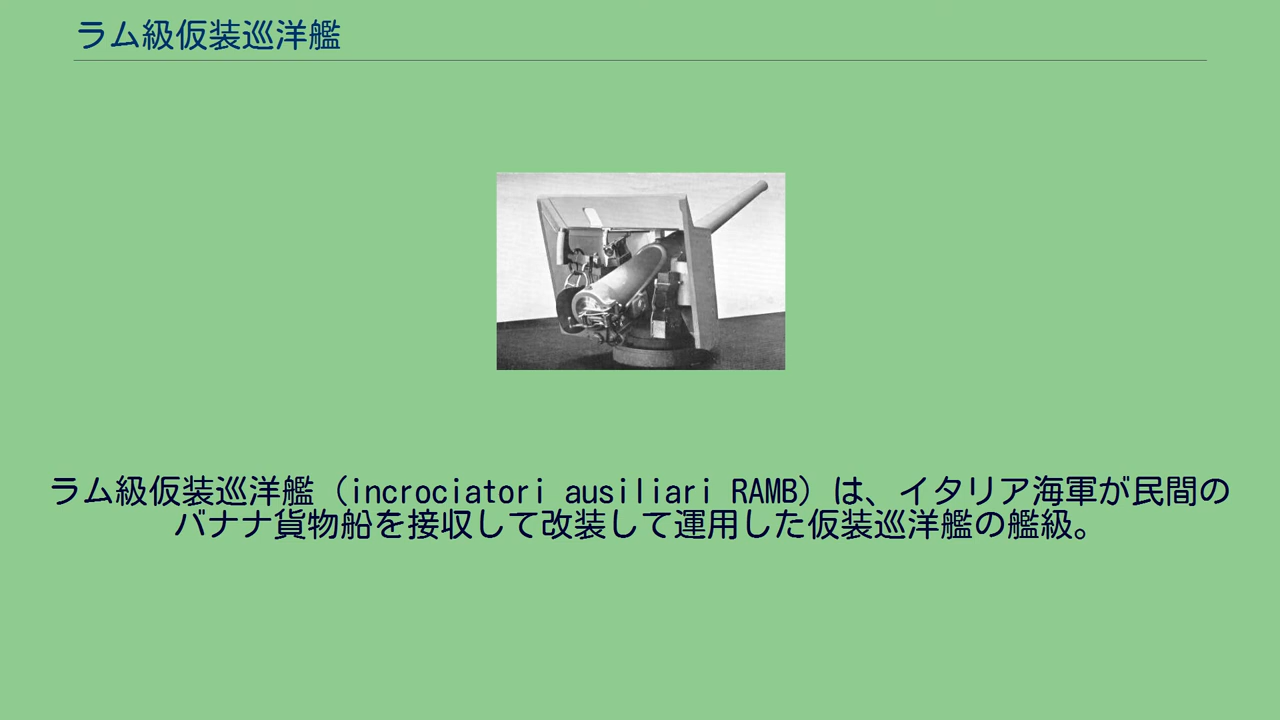 ラム級仮装巡洋艦
ラム級仮装巡洋艦（incrociatori ausiliari RAMB）は、イタリア海軍が民間の
バナナ貨物船を接収して改装して運用した仮装巡洋艦の艦級。